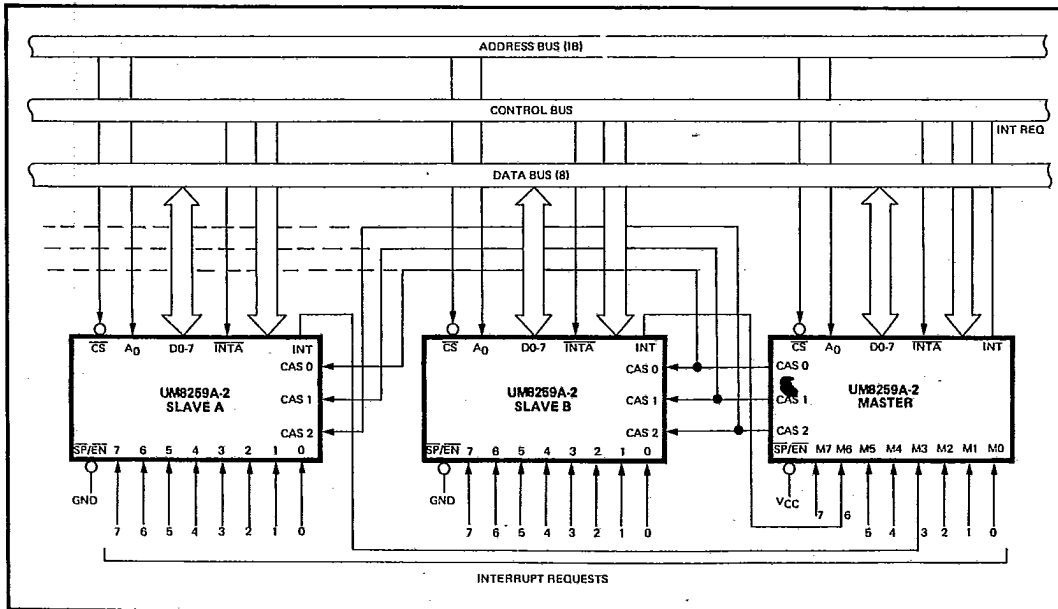 ADDRESS BUS (18)
CONTROL BUS
INT REQ
DATA BUS (8)
CS A0 D0-7 INTA INT
CAS 0
UM8259A-2
SLAVE A
CAS 1
CAS 2
SP/EN 7 6 5 4 3 2 1 0
GND
7 6 5 4 3 2 1 0
CS A0 D0-7 INTA INT
CAS 0
UM8259A-2
SLAVE B
CAS 1
CAS 2
SP/EN 7 6 5 4 3 2 1 0
GND
7 6 5 4 3 2 1 0
CS A0 D0-7 INTA INT
CAS 0
UM8259A-2
MASTER
CAS 1
CAS 2
SP/EN M7 M6 M5 M4 M3 M2 M1 M0
VCC
7 6 5 4 3 2 1 0
INTERRUPT REQUESTS